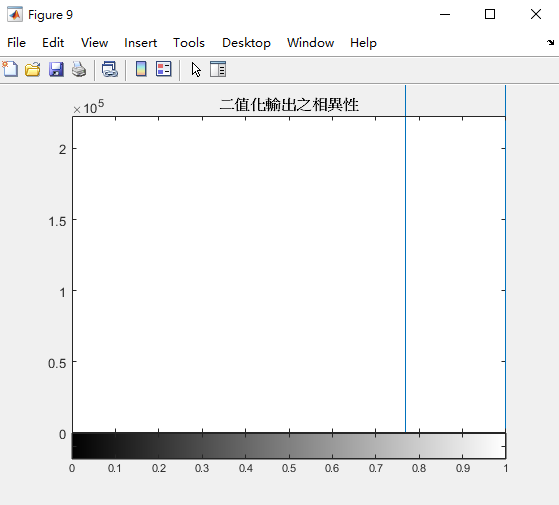 Figure 9
File Edit View Insert Tools Desktop Window Help
×10⁵
二值化輸出之相異性
2
1.5
1
0.5
0
0 0.1 0.2 0.3 0.4 0.5 0.6 0.7 0.8 0.9 1